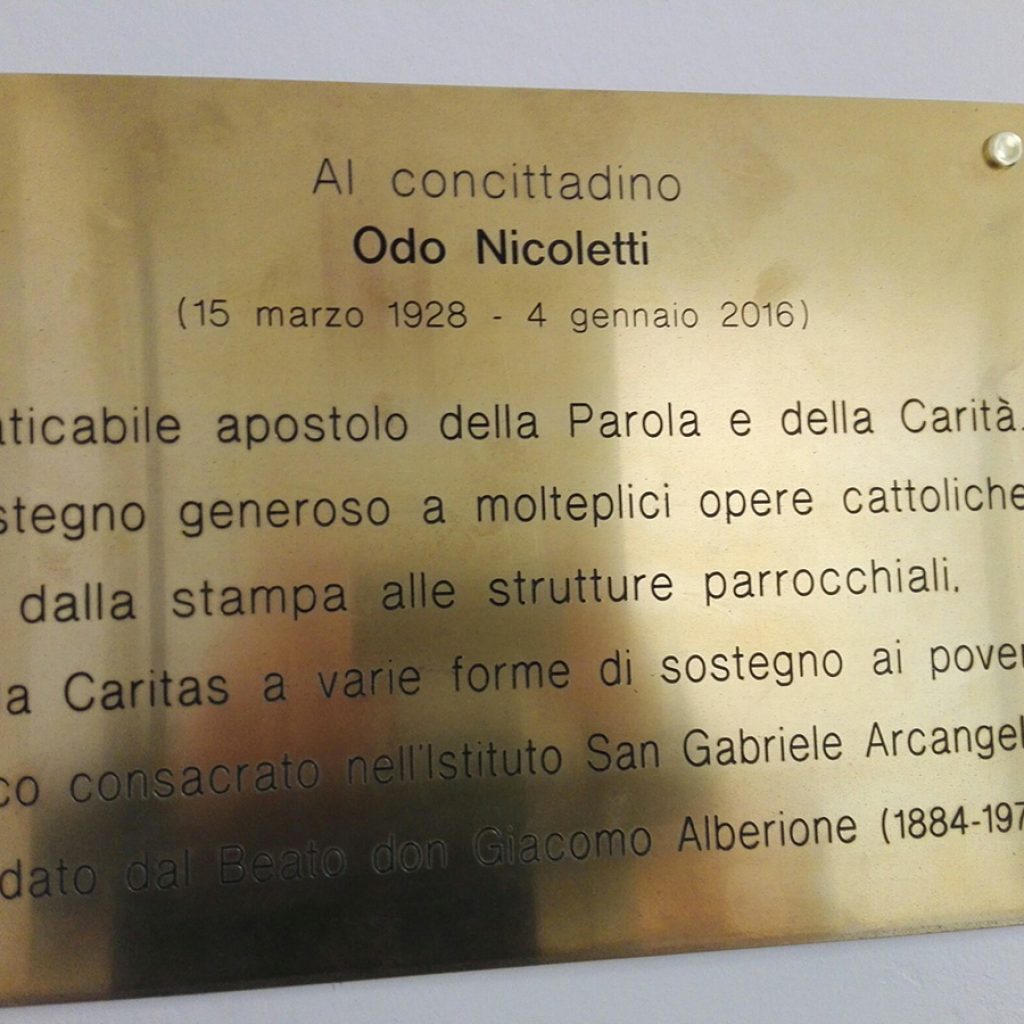 Al concittadino
Odo Nicoletti
(15 marzo 1928 - 4 gennaio 2016)
aticabile apostolo della Parola e della Carità.
stegno generoso a molteplici opere cattoliche
dalla stampa alle strutture parrocchiali.
la Caritas a varie forme di sostegno ai pover
co consacrato nell'Istituto San Gabriele Arcangel
dato dal Beato don Giacomo Alberione (1884-197